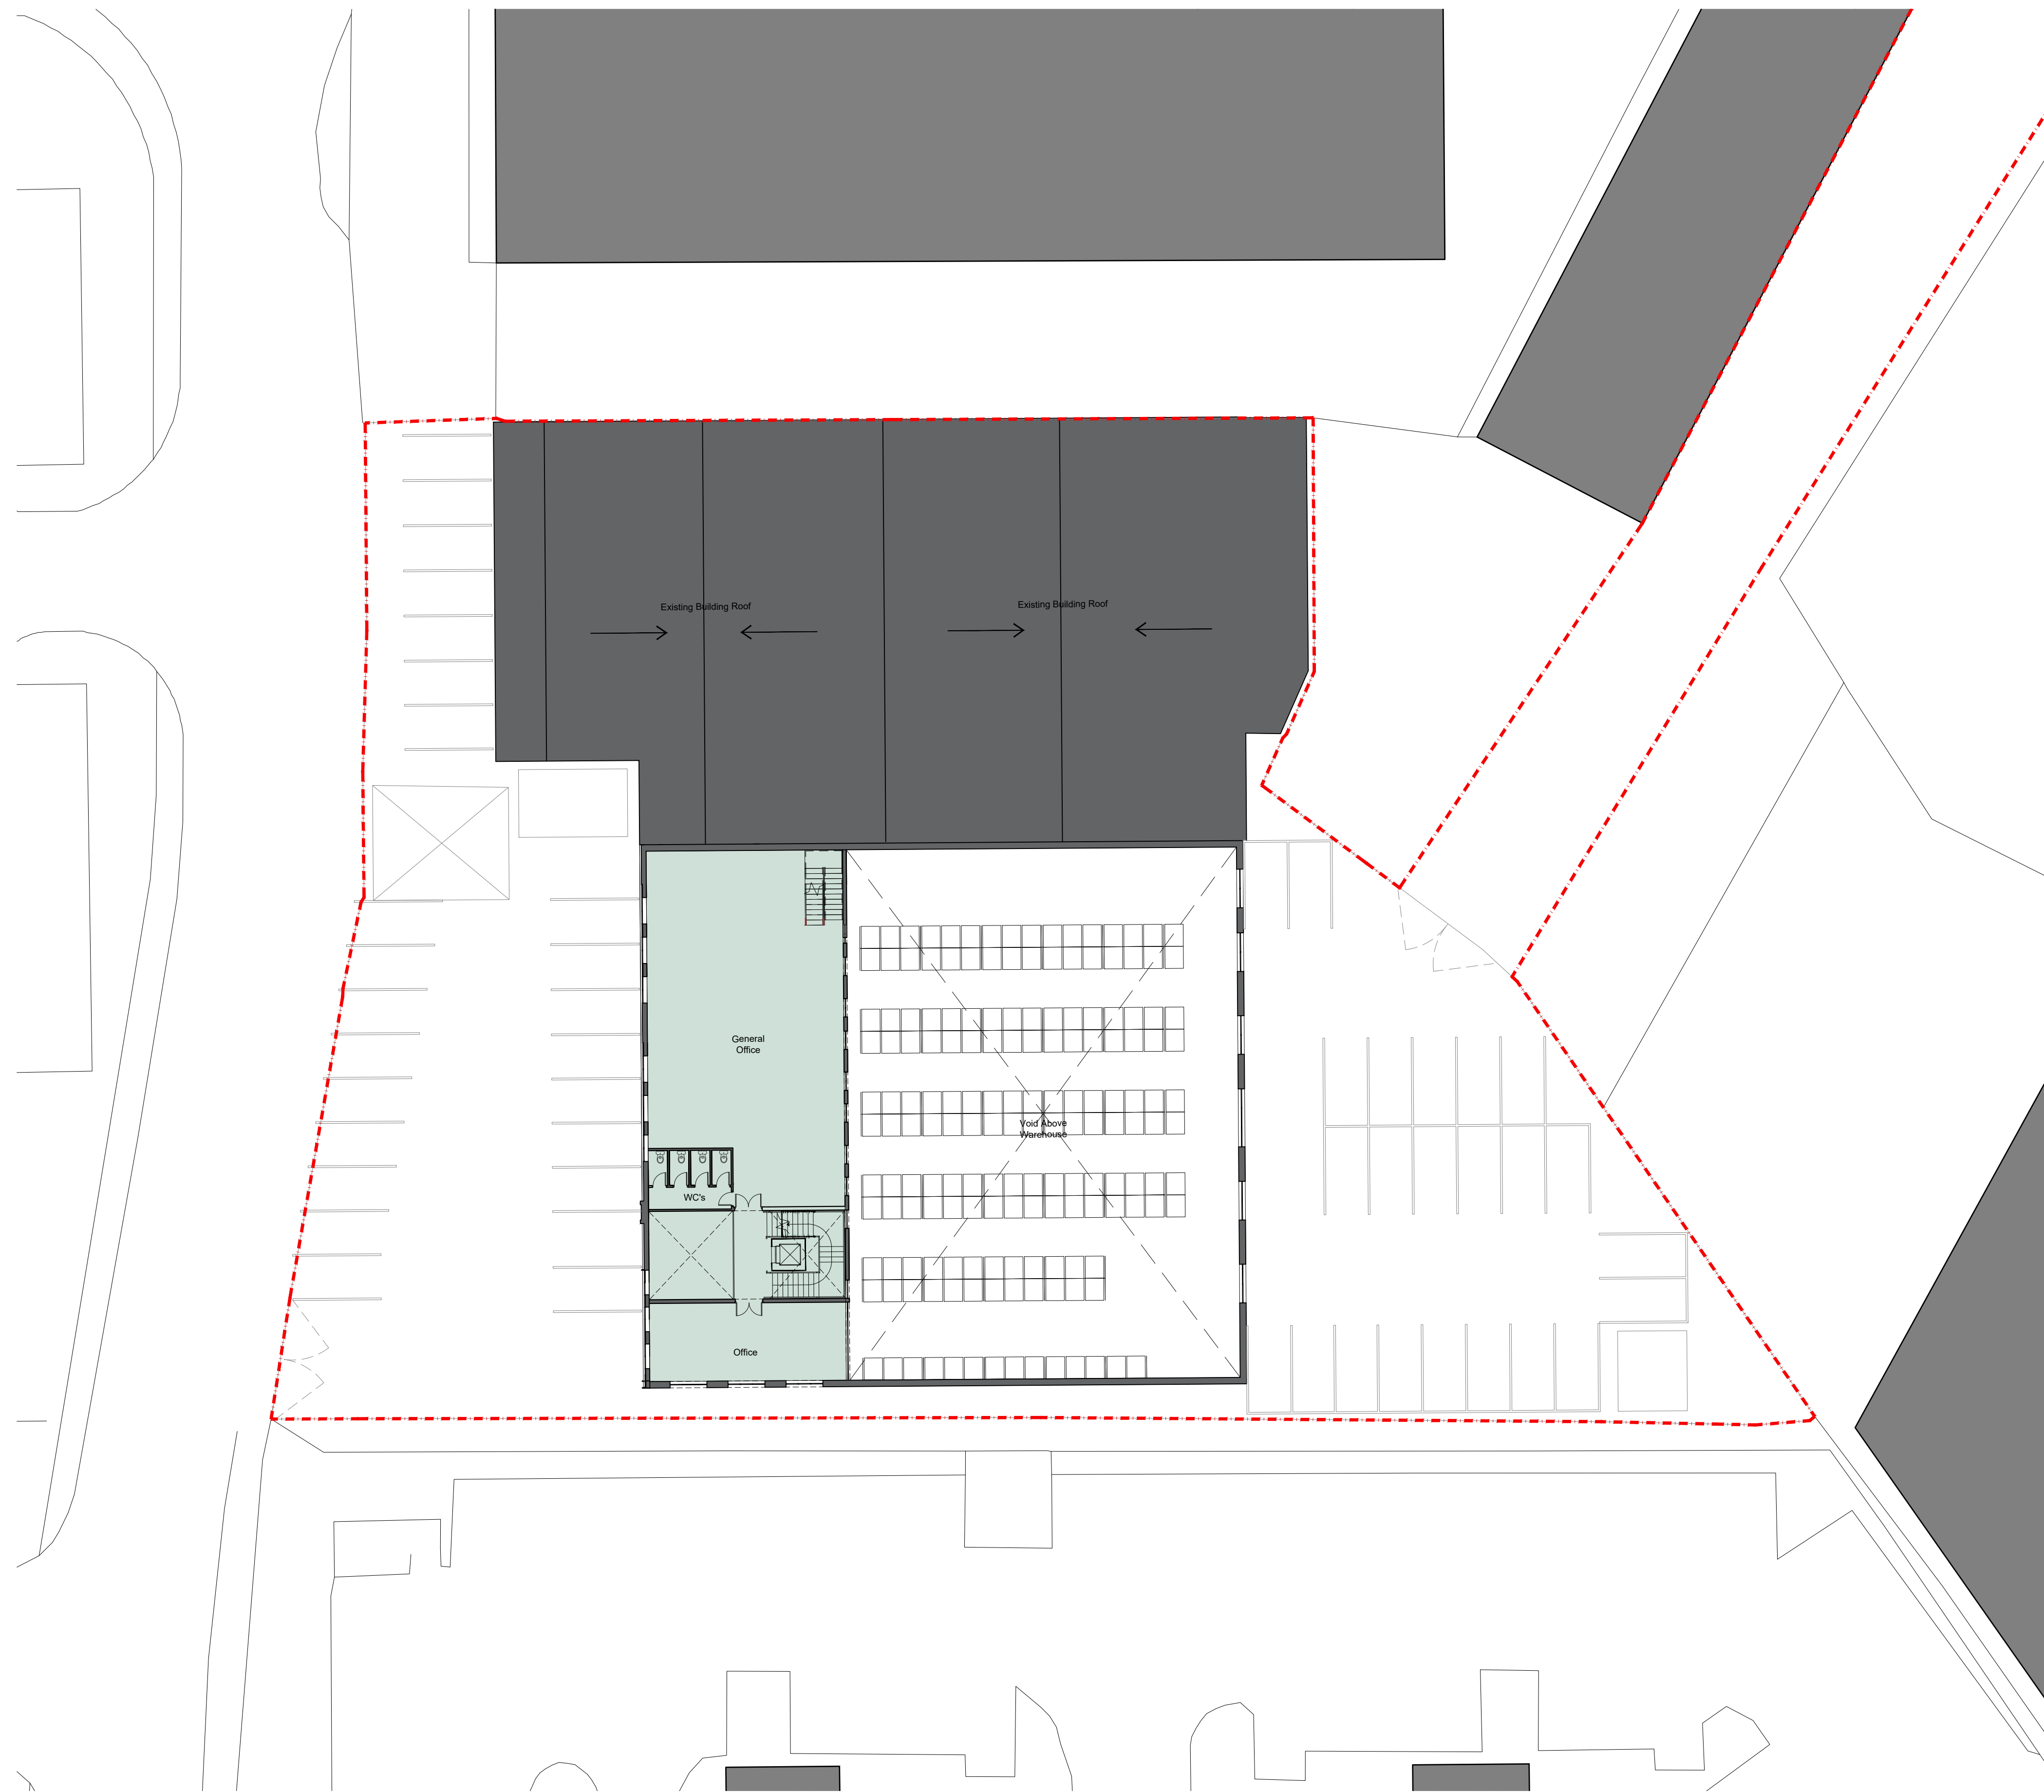 Existing Building Roof
Existing Building Roof
General
Office
Void Above
Warehouse
WC's
Office